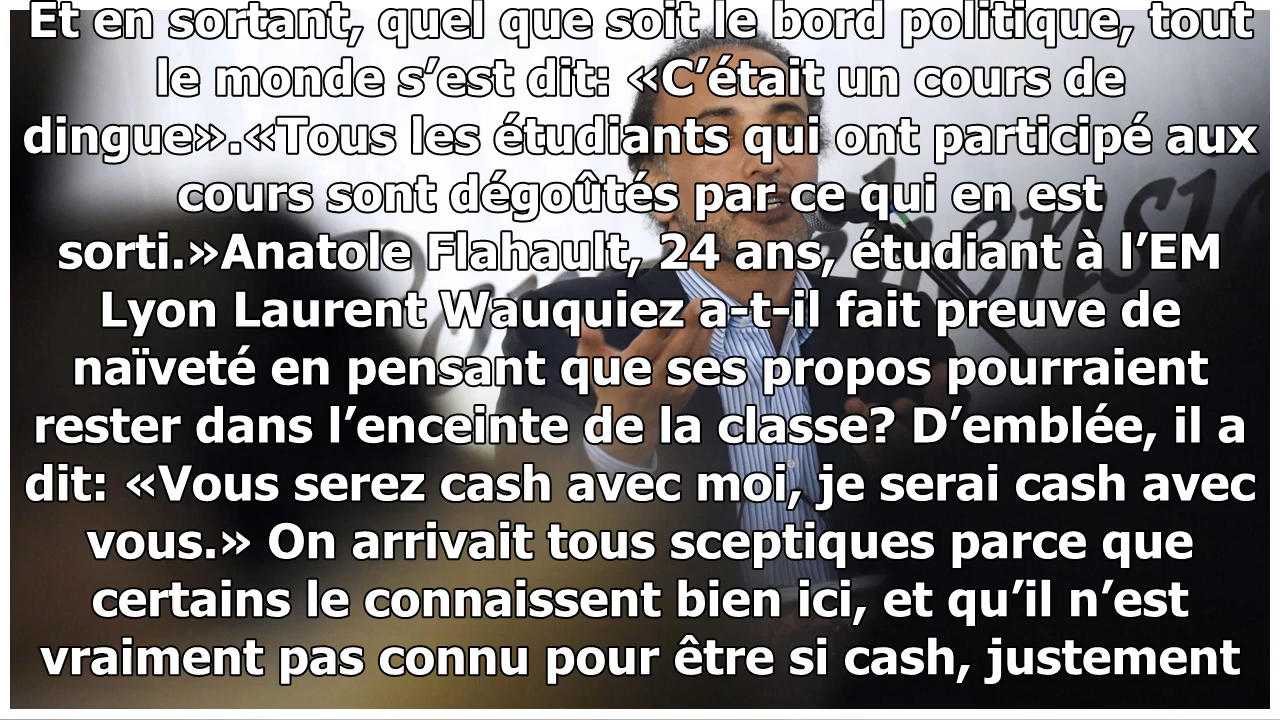 Et en sortant, quel que soit le bord politique, tout
le monde s’est dit: «C’était un cours de
dingue».«Tous les étudiants qui ont participé aux
cours sont dégoûtés par ce qui en est
sorti.»Anatole Flahault, 24 ans, étudiant à l’EM
Lyon Laurent Wauquiez a-t-il fait preuve de
naïveté en pensant que ses propos pourraient
rester dans l’enceinte de la classe? D’emblée, il a
dit: «Vous serez cash avec moi, je serai cash avec
vous.» On arrivait tous sceptiques parce que
certains le connaissent bien ici, et qu’il n’est
vraiment pas connu pour être si cash, justement